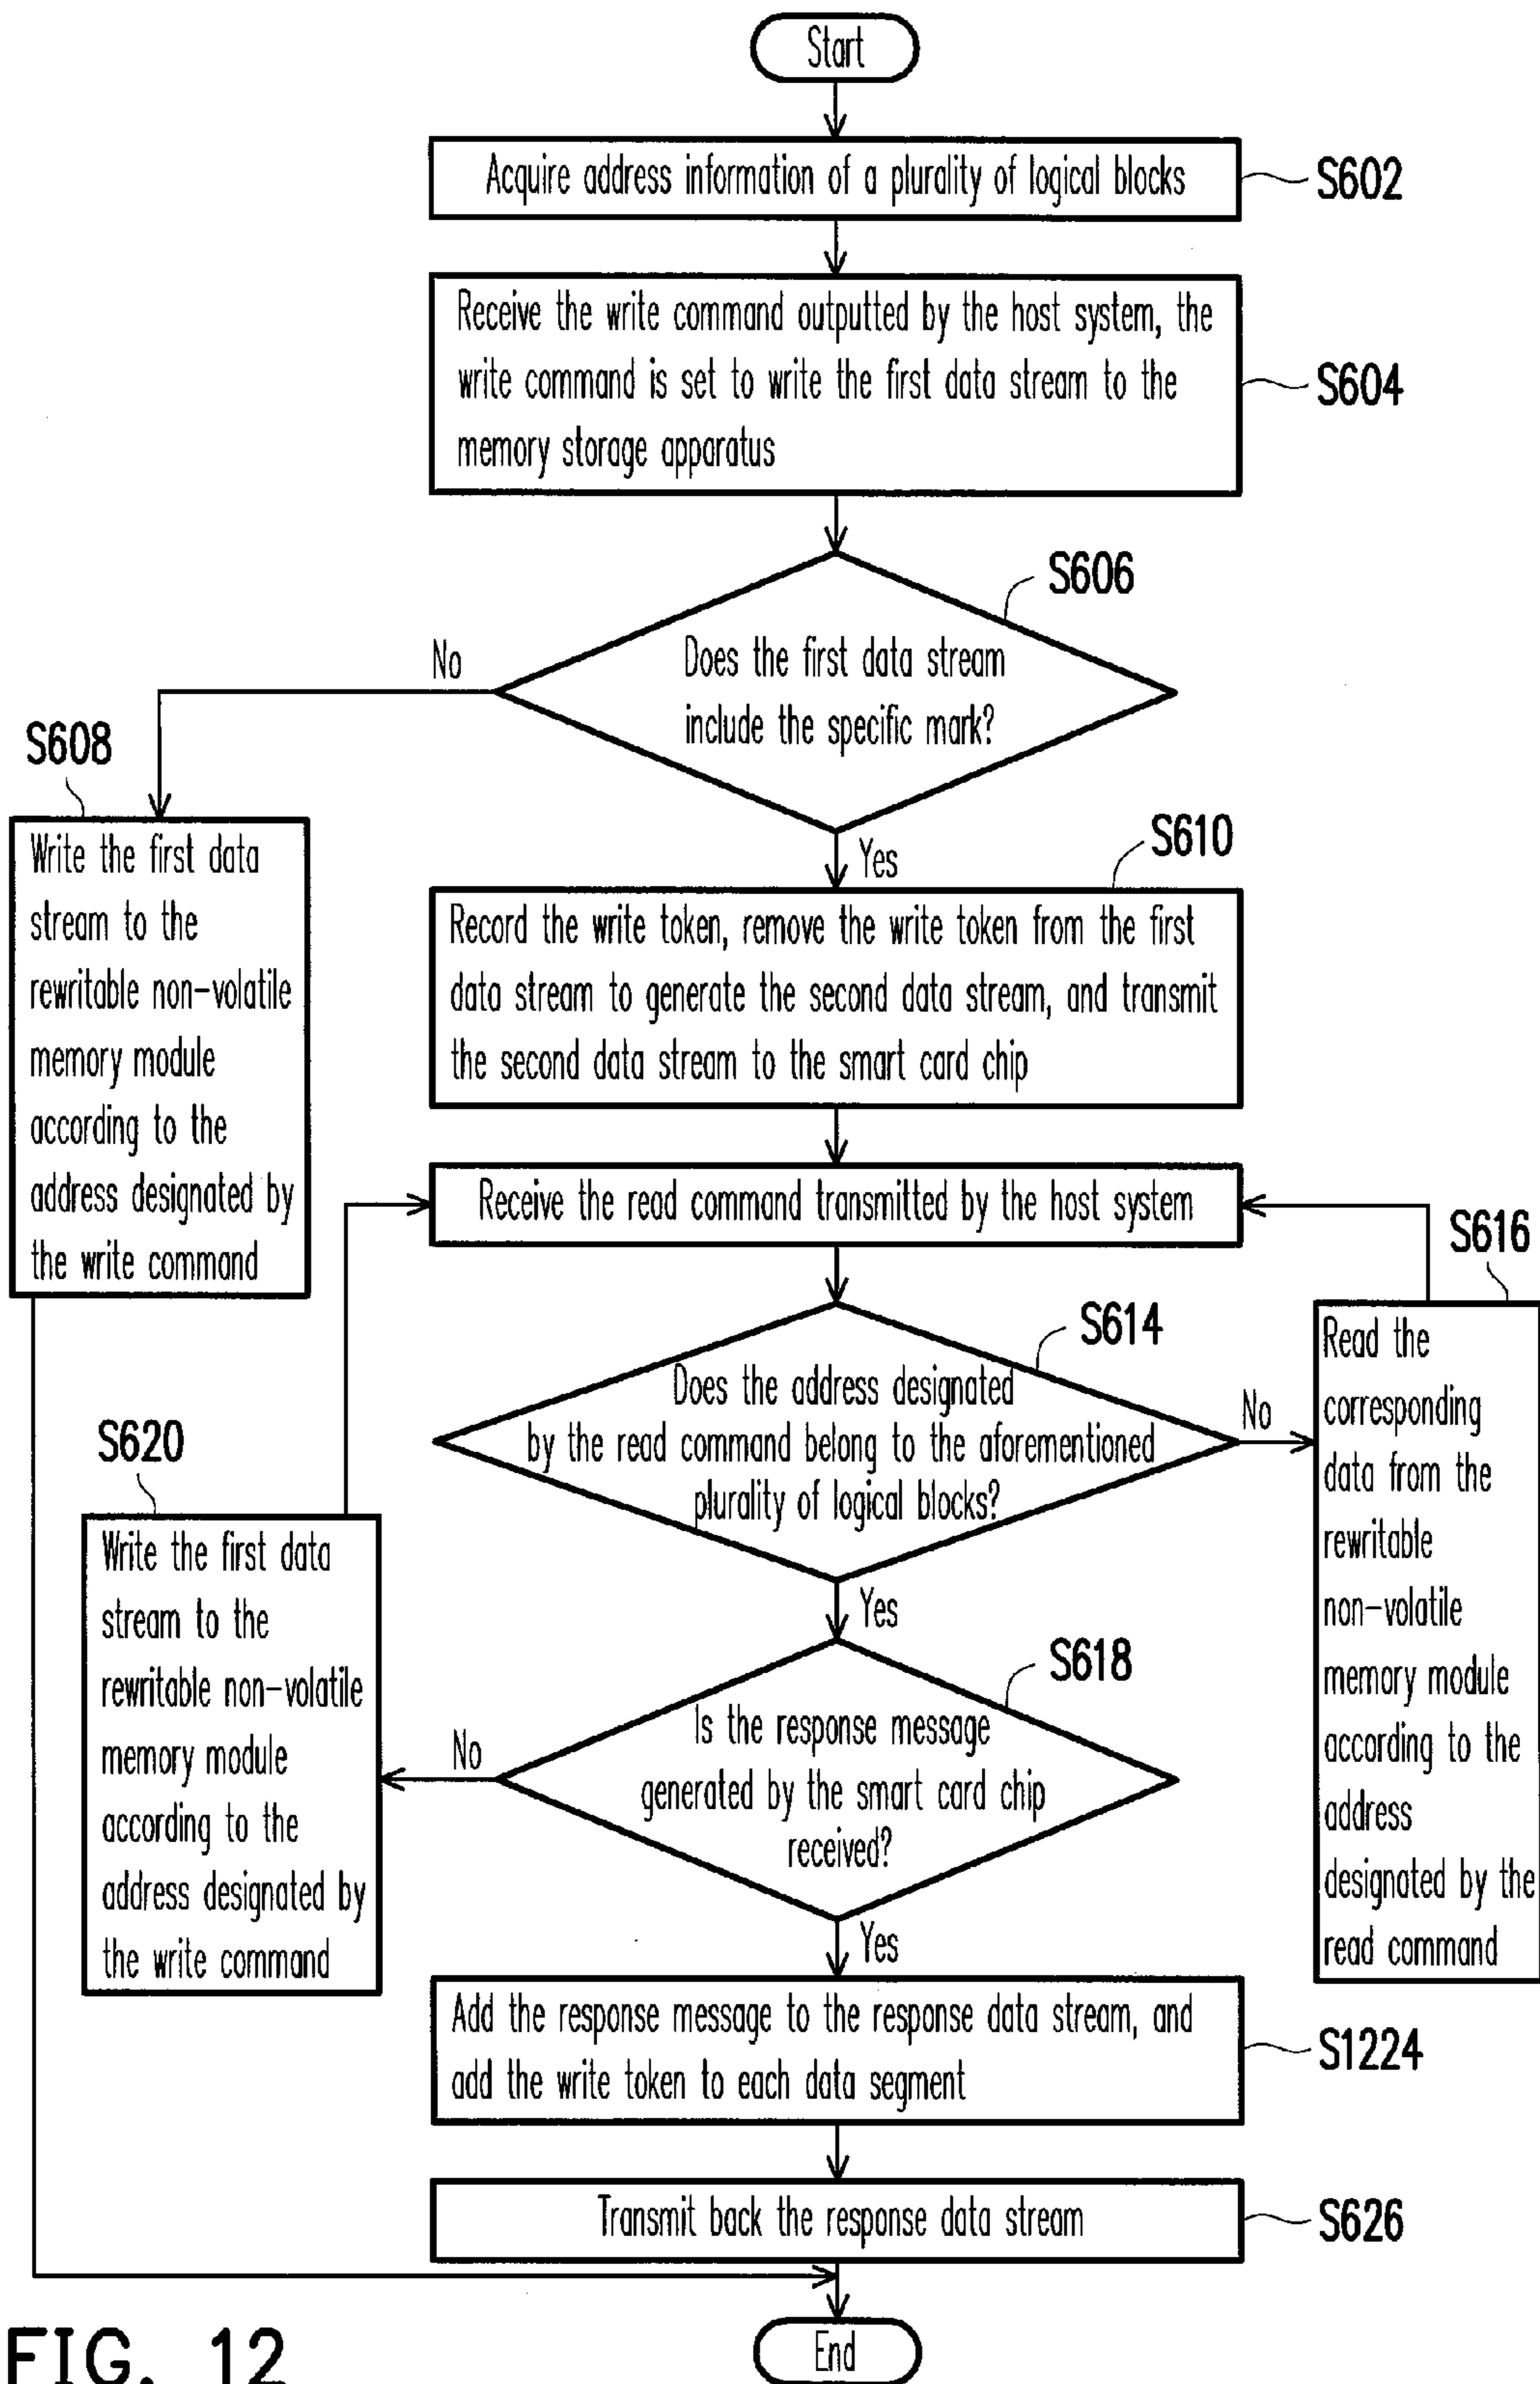 Start
Acquire address information of a plurality of logical blocks
S602
Receive the write command outputted by the host system, the
write command is set to write the first data stream to the
memory storage apparatus
S604
S606
Does the first data stream
include the specific mark?
No
Yes
S608
Write the first data
stream to the
rewritable non-volatile
memory module
according to the
address designated by
the write command
S610
Record the write token, remove the write token from the first
data stream to generate the second data stream, and transmit
the second data stream to the smart card chip
Receive the read command transmitted by the host system
S614
Does the address designated
by the read command belong to the aforementioned
plurality of logical blocks?
No
Yes
S616
Read the
corresponding
data from the
rewritable
non-volatile
memory module
according to the
address
designated by the
read command
S618
Is the response message
generated by the smart card chip
received?
No
Yes
S620
Write the first data
stream to the
rewritable non-volatile
memory module
according to the
address designated by
the write command
Add the response message to the response data stream, and
add the write token to each data segment
S1224
Transmit back the response data stream
S626
End
FIG. 12